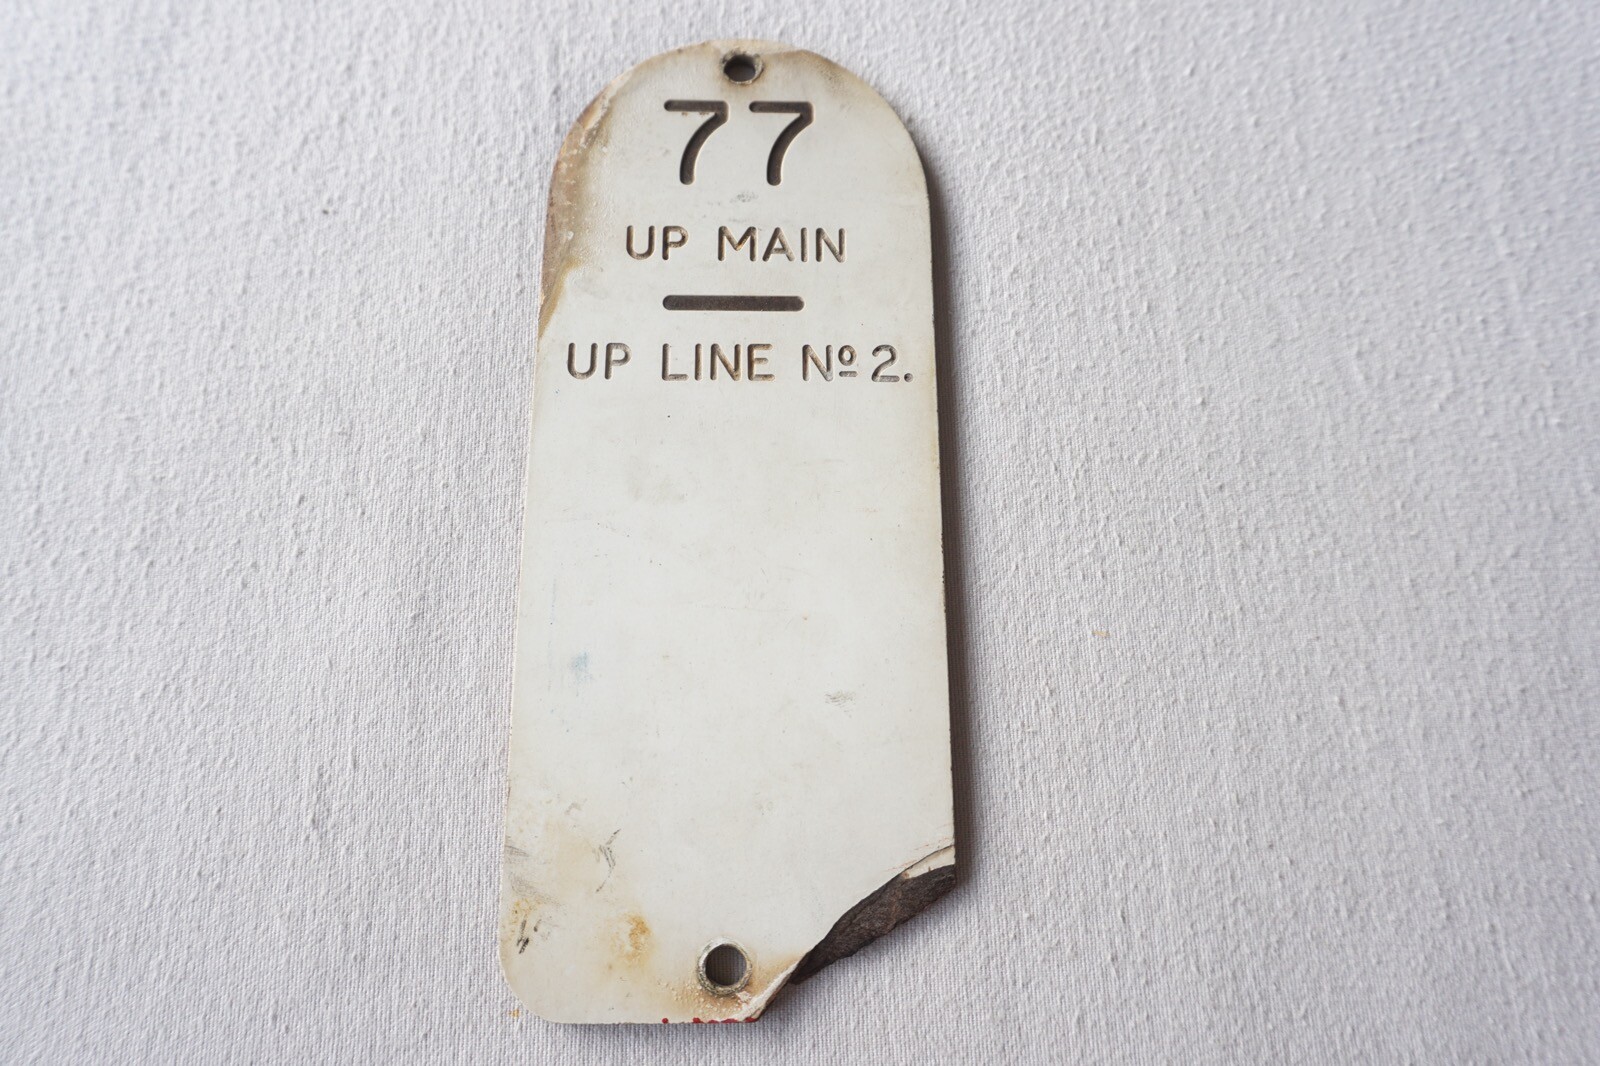 77
UP MAIN
UP LINE Nº 2.